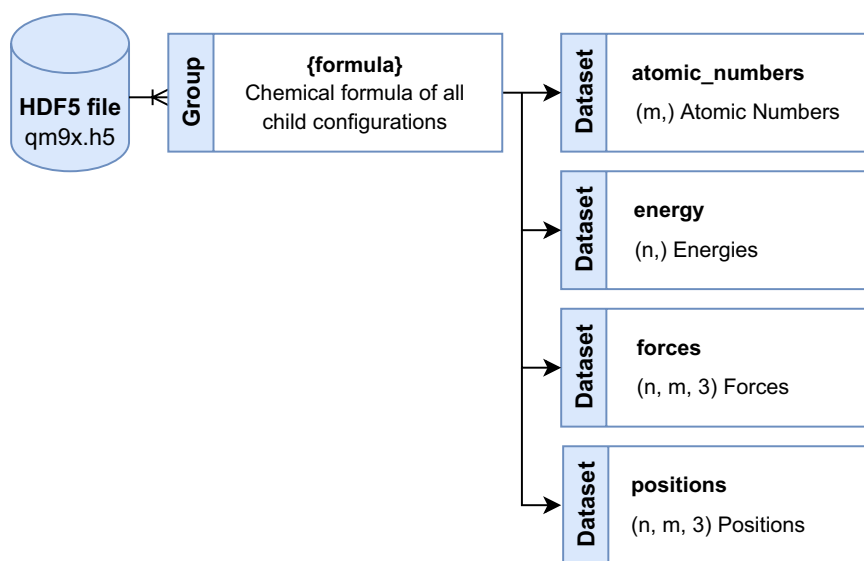 HDF5 file
qm9x.h5
Group
{formula}
Chemical formula of all
child configurations
Dataset
atomic_numbers
(m,) Atomic Numbers
Dataset
energy
(n,) Energies
Dataset
forces
(n, m, 3) Forces
Dataset
positions
(n, m, 3) Positions